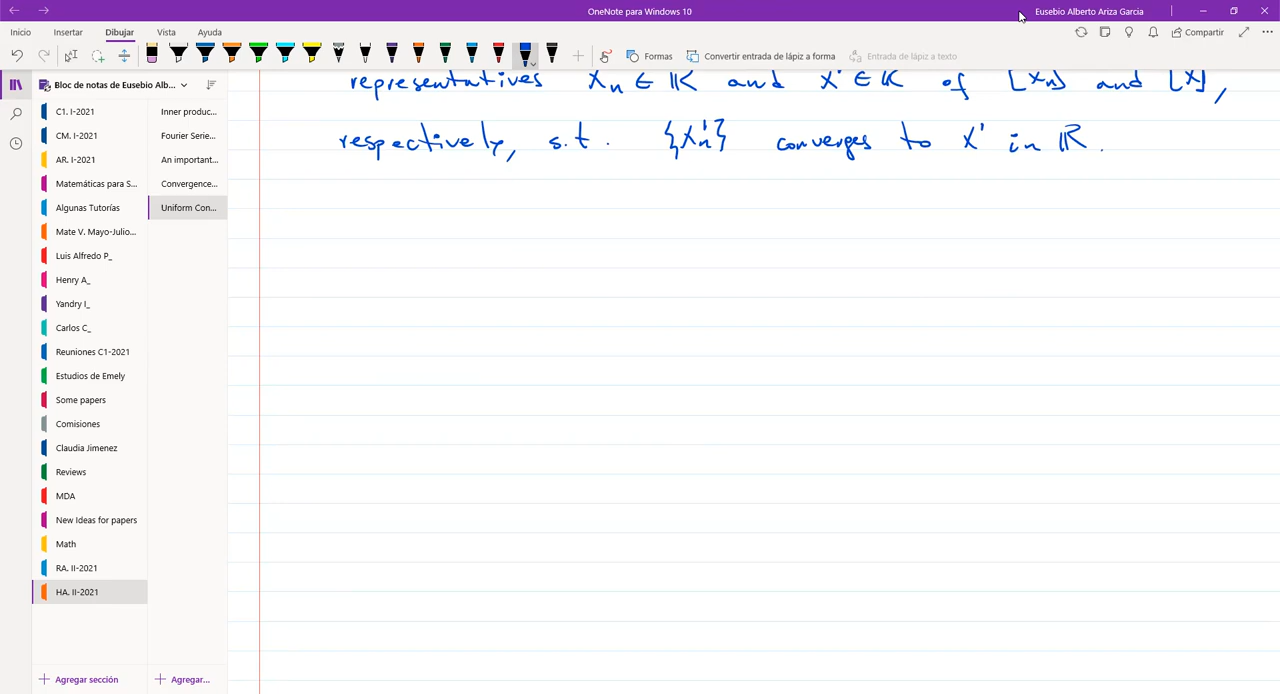 OneNote para Windows 10
Eusebio Alberto Ariza Garcia
Inicio Insertar Dibujar Vista Ayuda
Compartir
Formas Convertir entrada de lápiz a forma Entrada de lápiz a texto
Bloc de notas de Eusebio Alb...
C1. I-2021
CM. I-2021
AR. I-2021
Matemáticas para S...
Algunas Tutorías
Mate V. Mayo-Julio...
Luis Alfredo P_
Henry A_
Yandry I_
Carlos C_
Reuniones C1-2021
Estudios de Emely
Some papers
Comisiones
Claudia Jimenez
Reviews
MDA
New Ideas for papers
Math
RA. II-2021
HA. II-2021
Agregar sección
Inner produc...
Fourier Serie...
An important...
Convergence...
Uniform Con...
Agregar...
representatives xₙ ∈ ℝ and x' ∈ ℝ of [xₙ] and [x],
respectively, s.t. {xₙ'} converges to x' in ℝ.